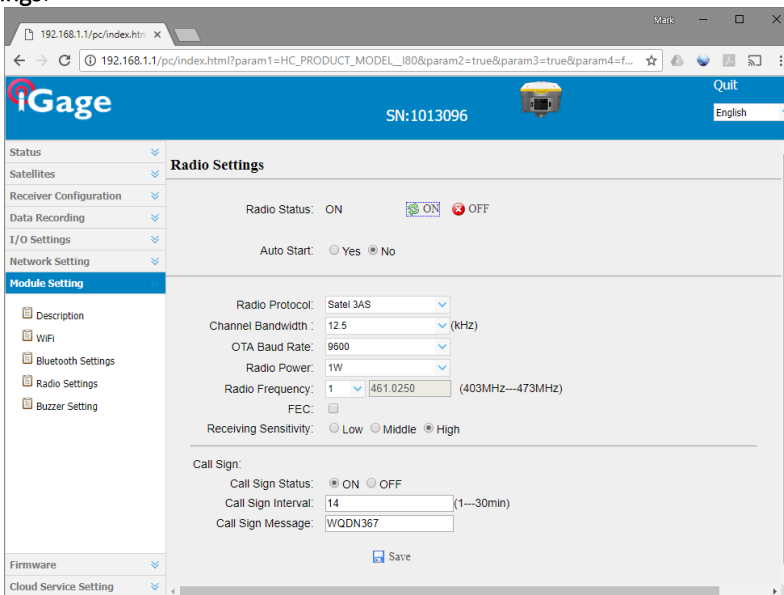 ings.
Mark
192.168.1.1/pc/index.htm
192.168.1.1/pc/index.html?param1=HC_PRODUCT_MODEL__I80&param2=true&param3=true&param4=f...
iGage
SN:1013096
Quit
English
Status
Satellites
Receiver Configuration
Data Recording
I/O Settings
Network Setting
Module Setting
Description
WiFi
Bluetooth Settings
Radio Settings
Buzzer Setting
Firmware
Cloud Service Setting
Radio Settings
Radio Status: ON ON OFF
Auto Start: Yes No
Radio Protocol: Satel 3AS
Channel Bandwidth : 12.5 (kHz)
OTA Baud Rate: 9600
Radio Power: 1W
Radio Frequency: 1 461.0250 (403MHz---473MHz)
FEC:
Receiving Sensitivity: Low Middle High
Call Sign:
Call Sign Status: ON OFF
Call Sign Interval: 14 (1---30min)
Call Sign Message: WQDN367
Save